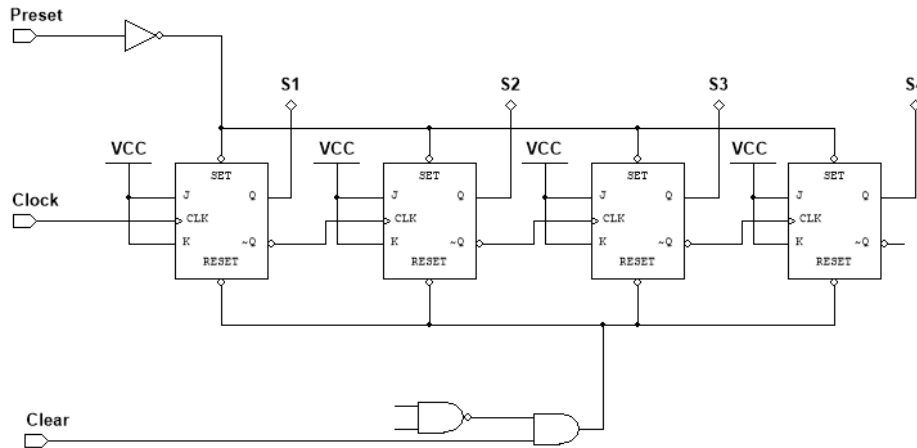 Preset
S1 S2 S3
VCC VCC VCC VCC
SET SET SET SET
J Q J Q J Q J Q
Clock
CLK CLK CLK CLK
K ~Q K ~Q K ~Q K ~Q
RESET RESET RESET RESET
Clear